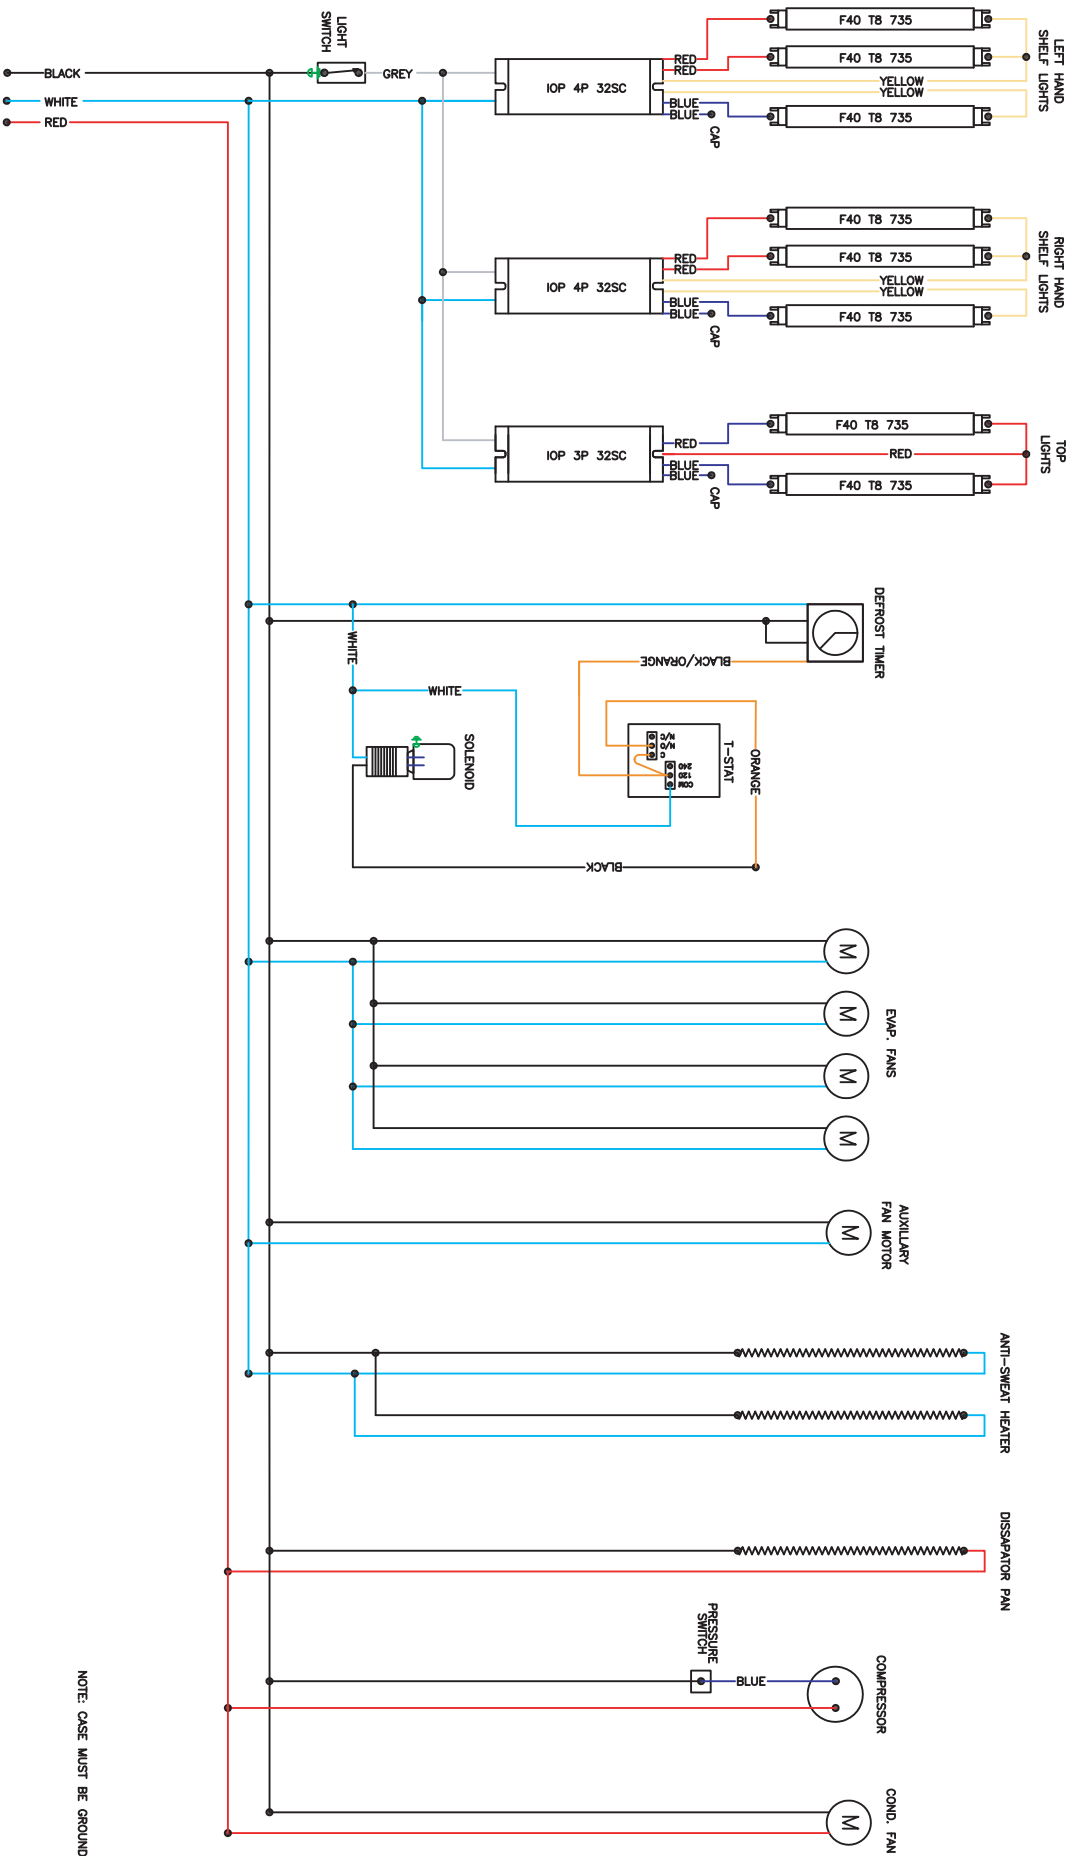 LIGHT
SWITCH
BLACK
WHITE
RED
GREY
IOP 4P 32SC
RED
RED
YELLOW
YELLOW
BLUE
BLUE
CAP
F40 T8 735
F40 T8 735
F40 T8 735
LEFT HAND
SHELF LIGHTS
IOP 4P 32SC
RED
RED
YELLOW
YELLOW
BLUE
BLUE
CAP
F40 T8 735
F40 T8 735
F40 T8 735
RIGHT HAND
SHELF LIGHTS
IOP 3P 32SC
RED
RED
BLUE
BLUE
CAP
F40 T8 735
F40 T8 735
TOP
LIGHTS
DEFROST TIMER
WHITE
BLACK/ORANGE
WHITE
SOLENOID
T-STAT
N/C
N/O
C
240
120
COM
ORANGE
BLACK
M
M
M
M
EVAP. FANS
M
AUXILLARY
FAN MOTOR
ANTI-SWEAT HEATER
DISSAPATOR PAN
PRESSURE
SWITCH
BLUE
COMPRESSOR
M
COND. FAN
NOTE: CASE MUST BE GROUND